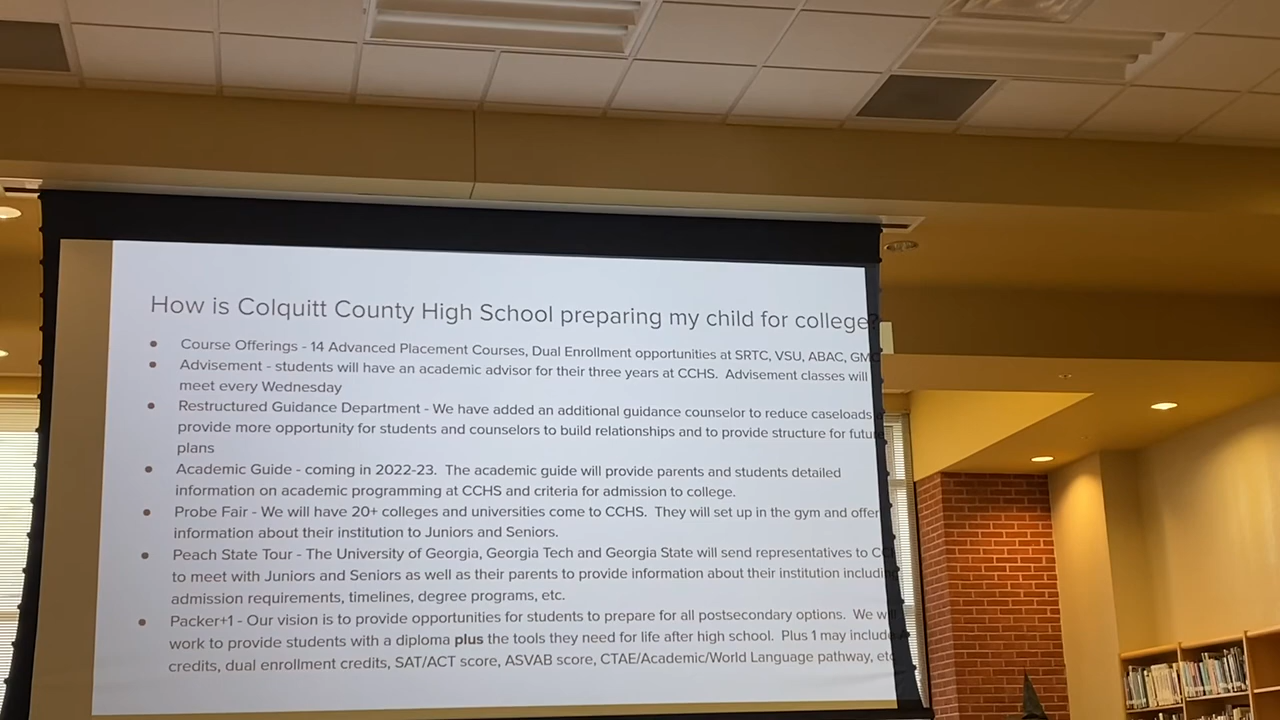 How is Colquitt County High School preparing my child for college?
• Course Offerings - 14 Advanced Placement Courses, Dual Enrollment opportunities at SRTC, VSU, ABAC, GMC
• Advisement - students will have an academic advisor for their three years at CCHS. Advisement classes will
meet every Wednesday
• Restructured Guidance Department - We have added an additional guidance counselor to reduce caseloads
provide more opportunity for students and counselors to build relationships and to provide structure for future
plans
• Academic Guide - coming in 2022-23. The academic guide will provide parents and students detailed
information on academic programming at CCHS and criteria for admission to college.
• Probe Fair - We will have 20+ colleges and universities come to CCHS. They will set up in the gym and offer
information about their institution to Juniors and Seniors.
• Peach State Tour - The University of Georgia, Georgia Tech and Georgia State will send representatives to
to meet with Juniors and Seniors as well as their parents to provide information about their institution including
admission requirements, timelines, degree programs, etc.
• Packer+1 - Our vision is to provide opportunities for students to prepare for all postsecondary options. We
work to provide students with a diploma plus the tools they need for life after high school. Plus 1 may include
credits, dual enrollment credits, SAT/ACT score, ASVAB score, CTAE/Academic/World Language pathway, etc